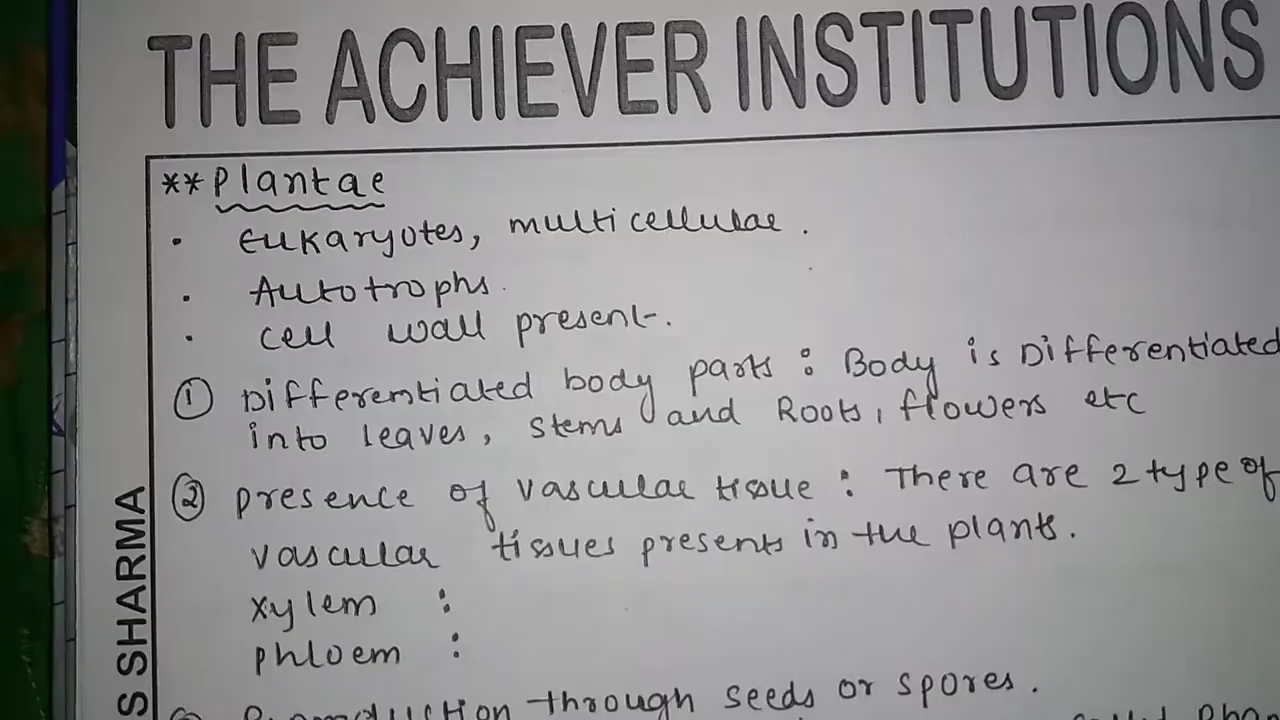 THE ACHIEVER INSTITUTIONS
**Plantae
• Eukaryotes, multicellular.
• Autotrophs.
• cell wall present.
① Differentiated body parts : Body is Differentiated
into leaves, stems and Roots, flowers etc
② presence of vascular tissue : There are 2 type of
vascular tissues presents in the plants.
xylem :
phloem :
through seeds or spores.
S SHARMA